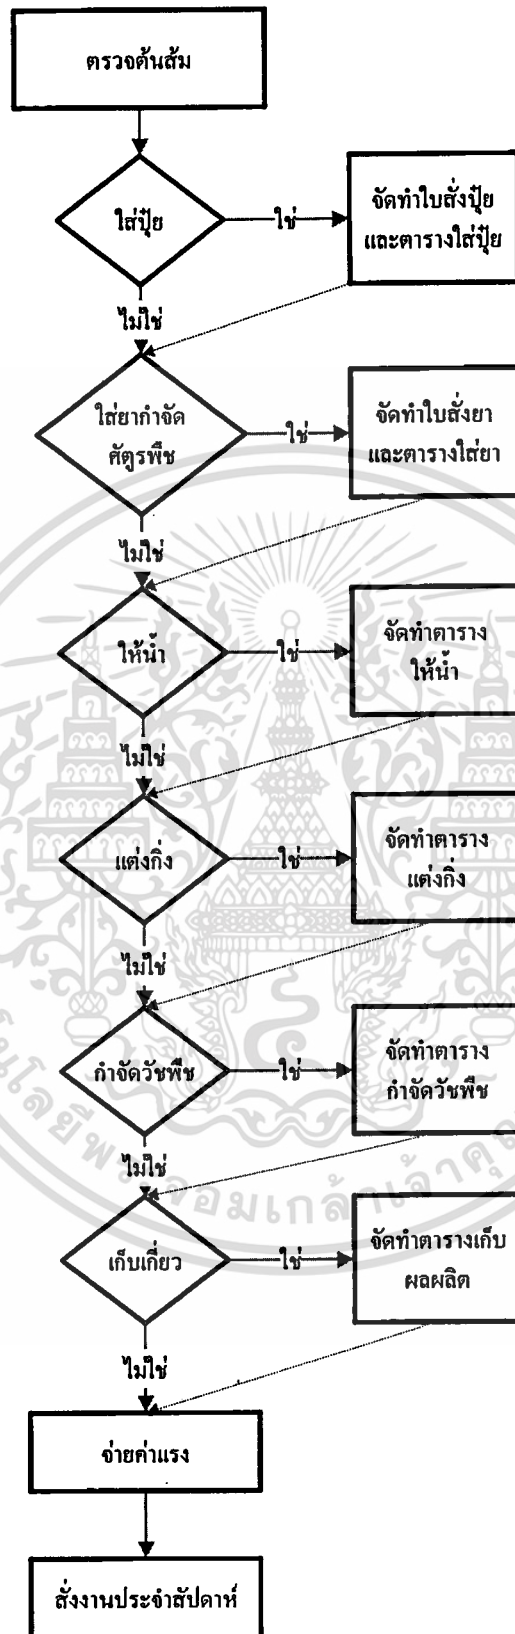 ตรวจต้นส้ม
ใส่ปุ๋ย
ใช่
จัดทำใบสั่งปุ๋ย
และตารางใส่ปุ๋ย
ไม่ใช่
ใส่ยากำจัด
ศัตรูพืช
ใช่
จัดทำใบสั่งยา
และตารางใส่ยา
ไม่ใช่
ให้น้ำ
ใช่
จัดทำตาราง
ให้น้ำ
ไม่ใช่
แต่งกิ่ง
ใช่
จัดทำตาราง
แต่งกิ่ง
ไม่ใช่
กำจัดวัชพืช
ใช่
จัดทำตาราง
กำจัดวัชพืช
ไม่ใช่
เก็บเกี่ยว
ใช่
จัดทำตารางเก็บ
ผลผลิต
ไม่ใช่
จ่ายค่าแรง
สั่งงานประจำสัปดาห์